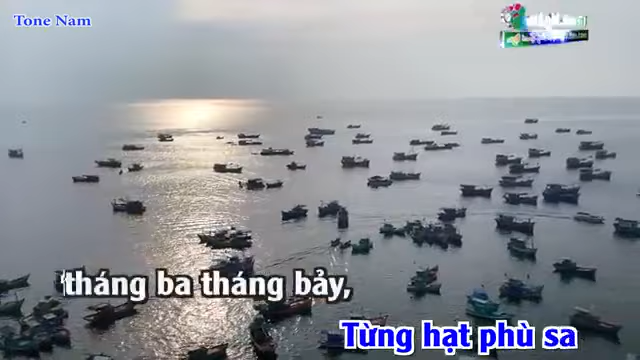 Tone Nam
tháng ba tháng bảy,
Từng hạt phù sa